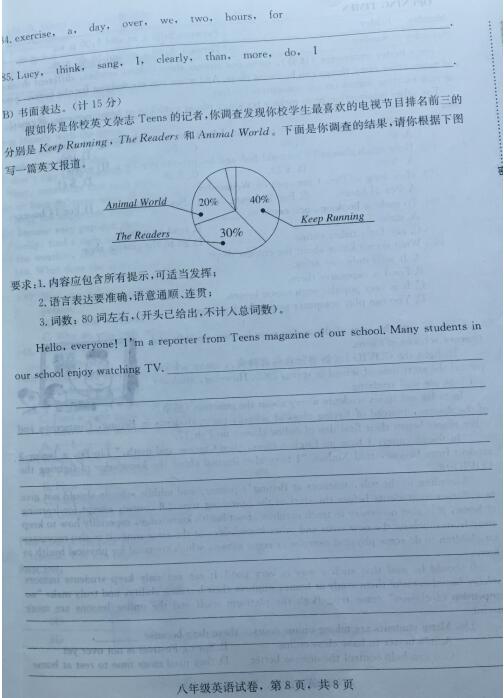 84. exercise, a, day, over, we, two, hours, for
85. Lucy, think, sang, I, clearly, than, more, do, I
B) 书面表达。(计 15 分)
假如你是你校英文杂志 Teens 的记者,你调查发现你校学生最喜欢的电视节目排名前三的
分别是 Keep Running, The Readers 和 Animal World。下面是你调查的结果,请你根据下图
写一篇英文报道。
Animal World
20%
40%
Keep Running
The Readers
30%
要求:1. 内容应包含所有提示,可适当发挥;
2. 语言表达要准确,语意通顺、连贯;
3. 词数:80 词左右,(开头已给出,不计入总词数)。
Hello, everyone! I'm a reporter from Teens magazine of our school. Many students in
our school enjoy watching TV.
八年级英语试卷,第 8 页,共 8 页